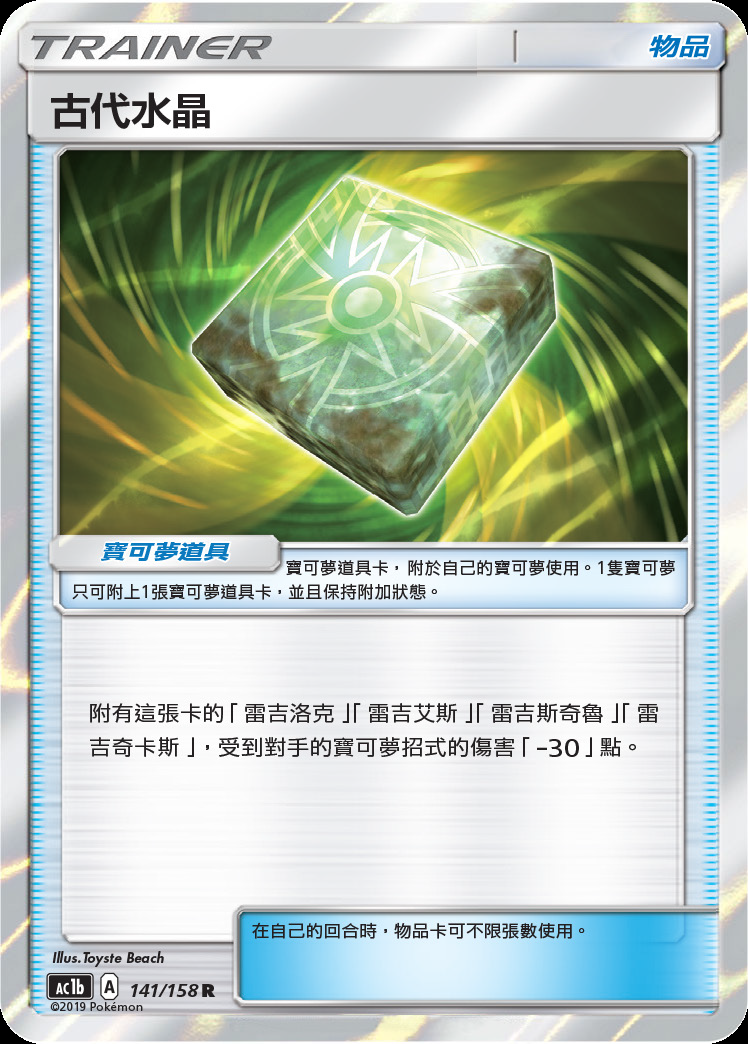 TRAINER
物品
古代水晶
寶可夢道具
寶可夢道具卡，附於自己的寶可夢使用。1隻寶可夢
只可附上1張寶可夢道具卡，並且保持附加狀態。
附有這張卡的「雷吉洛克」「雷吉艾斯」「雷吉斯奇魯」「雷
吉奇卡斯」，受到對手的寶可夢招式的傷害「-30」點。
在自己的回合時，物品卡可不限張數使用。
Illus.Toyste Beach
AC1b A 141/158 R
©2019 Pokémon